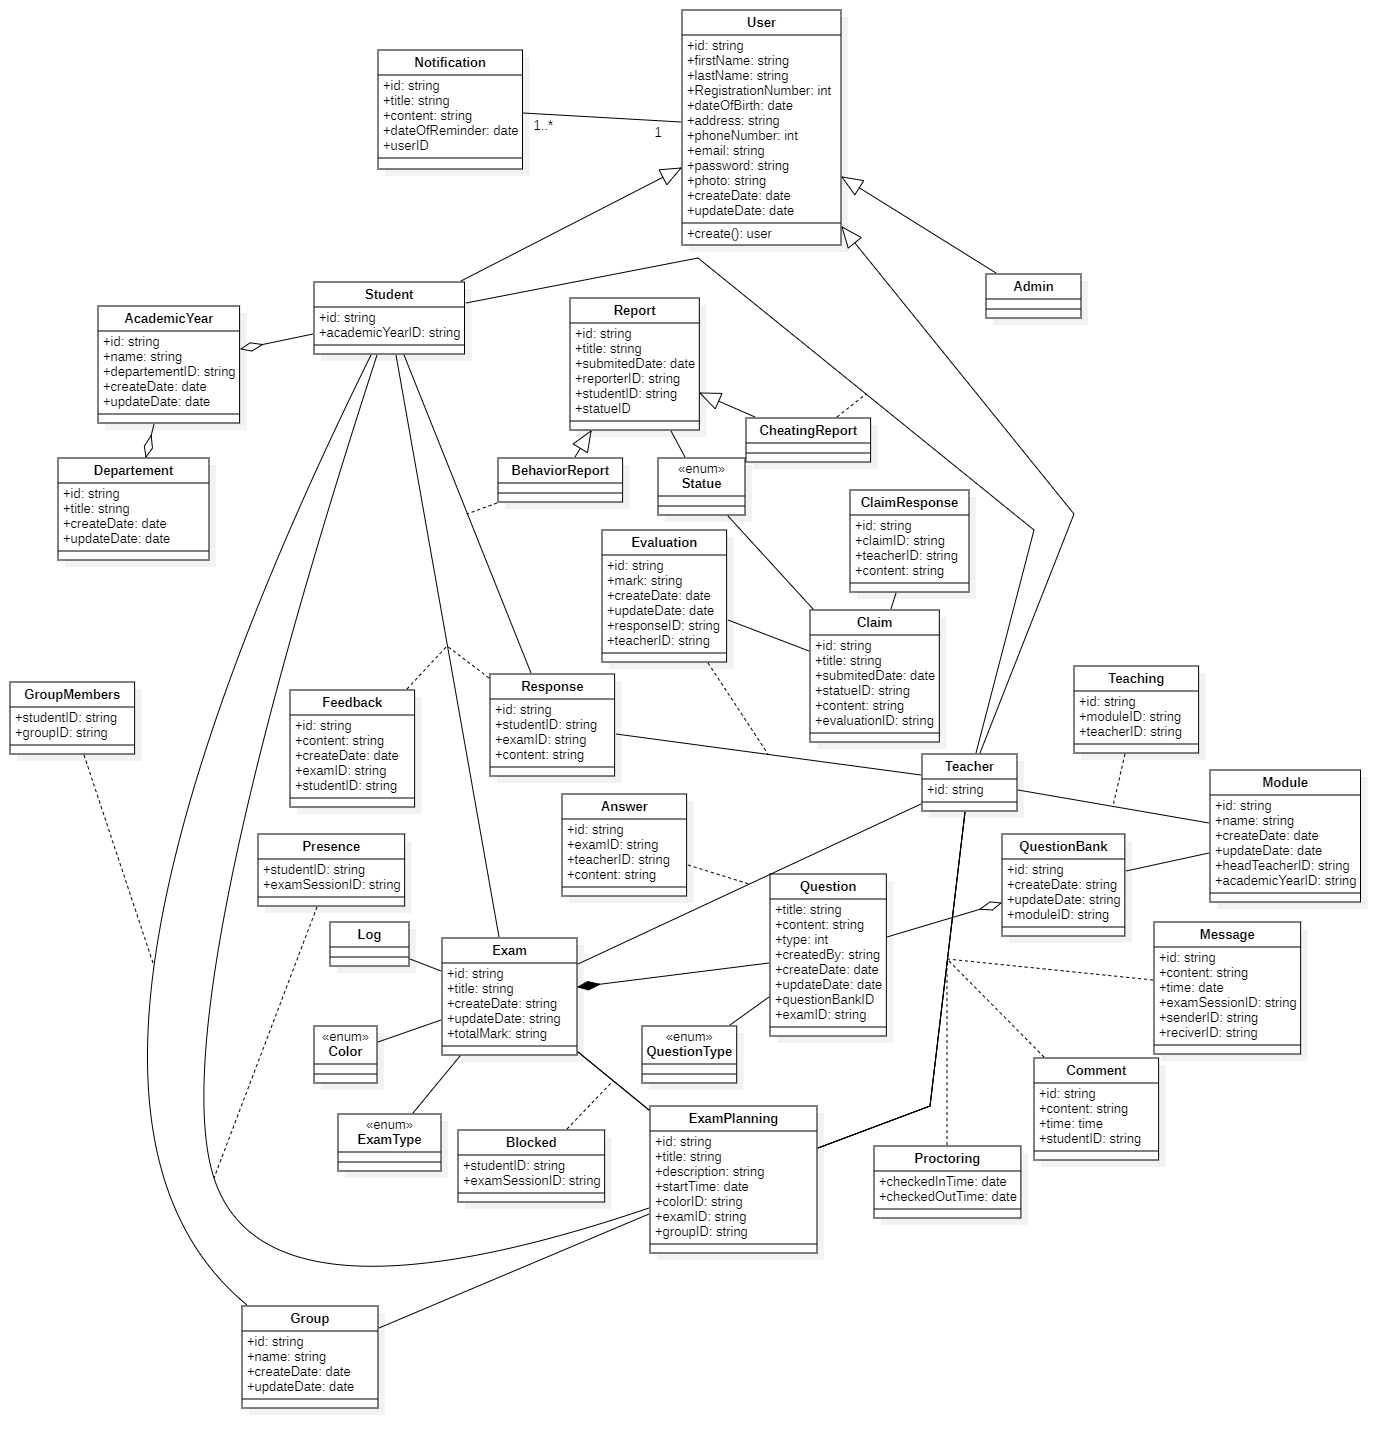 User
+id: string
+firstName: string
+lastName: string
+RegistrationNumber: int
+dateOfBirth: date
+address: string
+phoneNumber: int
+email: string
+password: string
+photo: string
+createDate: date
+updateDate: date
+create(): user
Notification
+id: string
+title: string
+content: string
+dateOfReminder: date
+userID
1..*
1
Admin
Student
+id: string
+academicYearID: string
AcademicYear
+id: string
+name: string
+departementID: string
+createDate: date
+updateDate: date
Report
+id: string
+title: string
+submitedDate: date
+reporterID: string
+studentID: string
+statueID
CheatingReport
Departement
+id: string
+title: string
+createDate: date
+updateDate: date
BehaviorReport
«enum»
Statue
ClaimResponse
+id: string
+claimID: string
+teacherID: string
+content: string
Evaluation
+id: string
+mark: string
+createDate: date
+updateDate: date
+responseID: string
+teacherID: string
Claim
+id: string
+title: string
+submitedDate: date
+statueID: string
+content: string
+evaluationID: string
GroupMembers
+studentID: string
+groupID: string
Feedback
+id: string
+content: string
+createDate: date
+examID: string
+studentID: string
Response
+id: string
+studentID: string
+examID: string
+content: string
Teaching
+id: string
+moduleID: string
+teacherID: string
Teacher
+id: string
Module
+id: string
+name: string
+createDate: date
+updateDate: date
+headTeacherID: string
+academicYearID: string
Answer
+id: string
+examID: string
+teacherID: string
+content: string
Presence
+studentID: string
+examSessionID: string
QuestionBank
+id: string
+createDate: string
+updateDate: string
+moduleID: string
Question
+title: string
+content: string
+type: int
+createdBy: string
+createDate: date
+updateDate: date
+questionBankID
+examID: string
Log
Exam
+id: string
+title: string
+createDate: string
+updateDate: string
+totalMark: string
Message
+id: string
+content: string
+time: date
+examSessionID: string
+senderID: string
+reciverID: string
«enum»
Color
«enum»
QuestionType
Comment
+id: string
+content: string
+time: time
+studentID: string
«enum»
ExamType
Blocked
+studentID: string
+examSessionID: string
ExamPlanning
+id: string
+title: string
+description: string
+startTime: date
+colorID: string
+examID: string
+groupID: string
Proctoring
+checkedInTime: date
+checkedOutTime: date
Group
+id: string
+name: string
+createDate: date
+updateDate: date